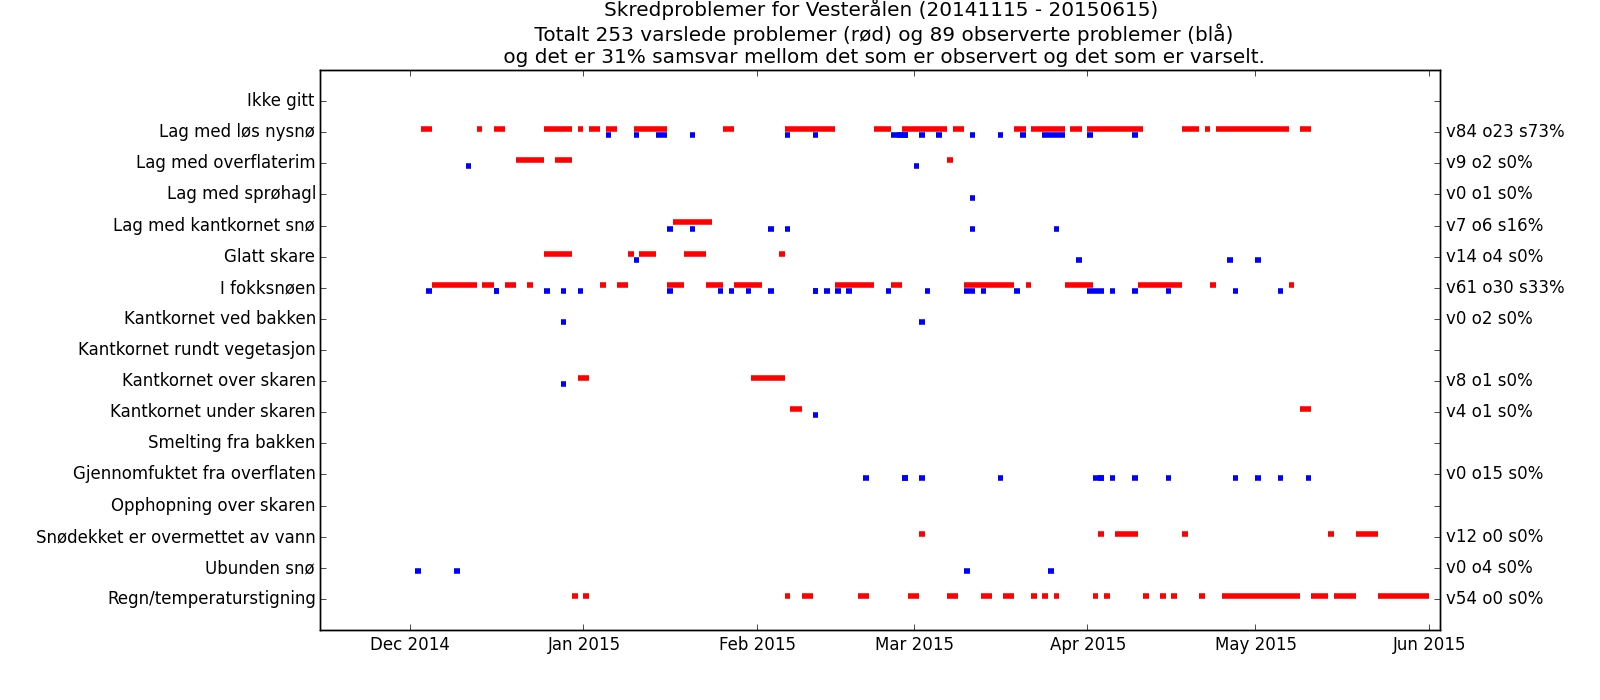 Skredproblemer for Vesterålen (20141115 - 20150615)
Totalt 253 varslede problemer (rød) og 89 observerte problemer (blå)
og det er 31% samsvar mellom det som er observert og det som er varselt.
Ikke gitt
Lag med løs nysnø v84 o23 s73%
Lag med overflaterim v9 o2 s0%
Lag med sprøhagl v0 o1 s0%
Lag med kantkornet snø v7 o6 s16%
Glatt skare v14 o4 s0%
I fokksnøen v61 o30 s33%
Kantkornet ved bakken v0 o2 s0%
Kantkornet rundt vegetasjon
Kantkornet over skaren v8 o1 s0%
Kantkornet under skaren v4 o1 s0%
Smelting fra bakken
Gjennomfuktet fra overflaten v0 o15 s0%
Opphopning over skaren
Snødekket er overmettet av vann v12 o0 s0%
Ubunden snø v0 o4 s0%
Regn/temperaturstigning v54 o0 s0%
Dec 2014 Jan 2015 Feb 2015 Mar 2015 Apr 2015 May 2015 Jun 2015